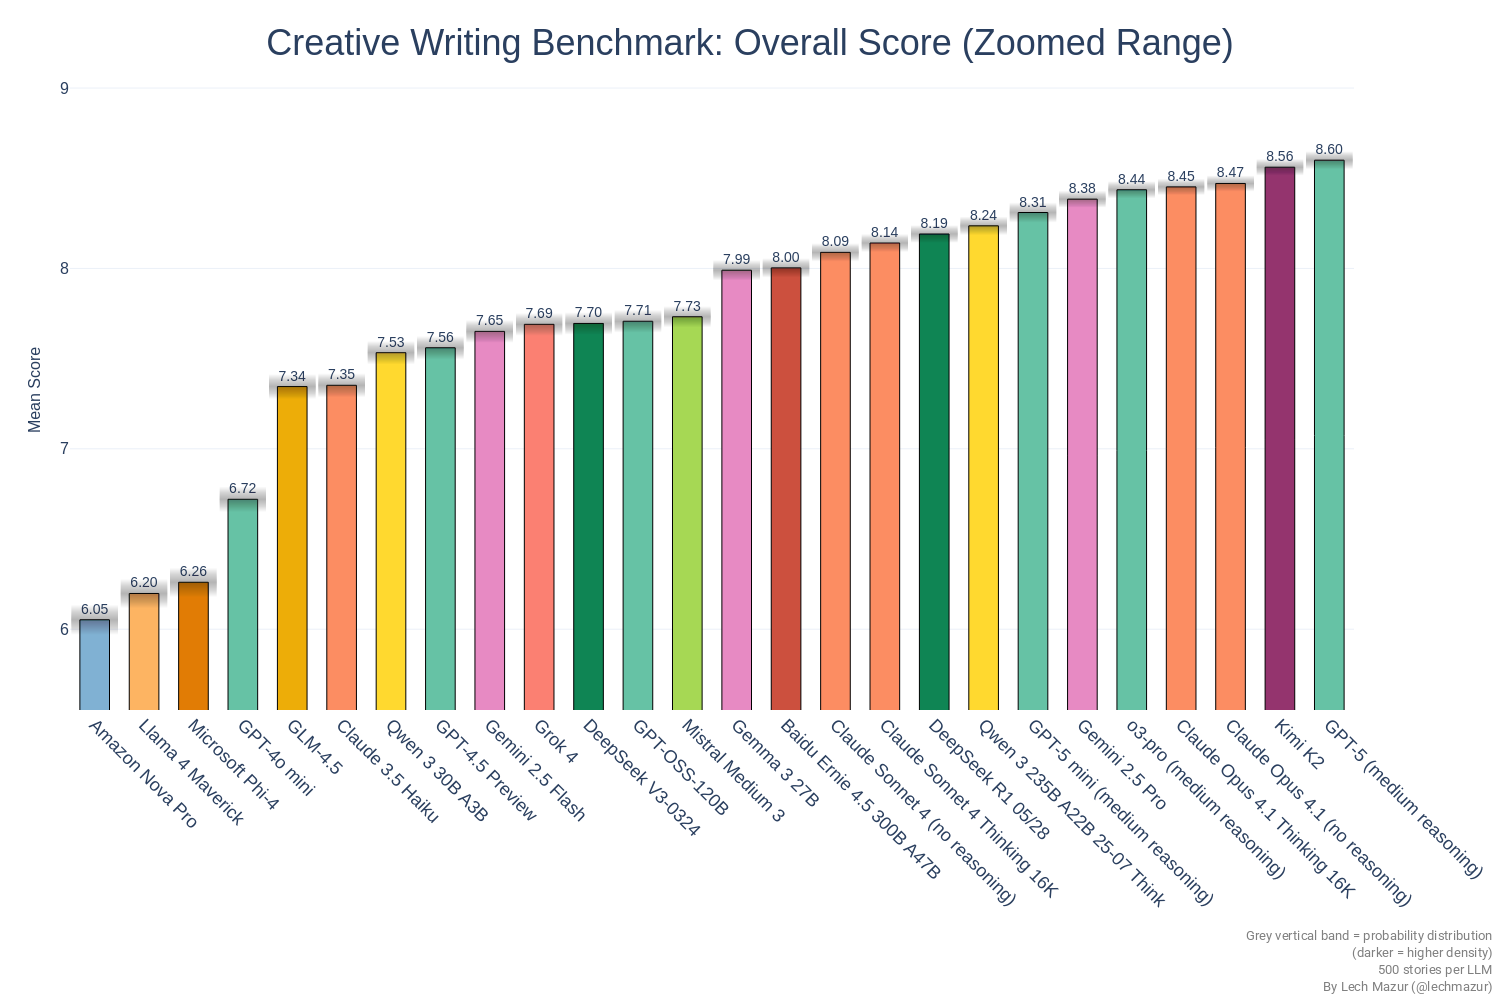 Creative Writing Benchmark: Overall Score (Zoomed Range)
Mean Score
9
8
7
6
6.05
6.20
6.26
6.72
7.34
7.35
7.53
7.56
7.65
7.69
7.70
7.71
7.73
7.99
8.00
8.09
8.14
8.19
8.24
8.31
8.38
8.44
8.45
8.47
8.56
8.60
Amazon Nova Pro
Llama 4 Maverick
Microsoft Phi-4
GPT-4o mini
GLM-4.5
Claude 3.5 Haiku
Qwen 3 30B A3B
GPT-4.5 Preview
Gemini 2.5 Flash
Grok 4
DeepSeek V3-0324
GPT-OSS-120B
Mistral Medium 3
Gemma 3 27B
Baidu Ernie 4.5 300B A47B
Claude Sonnet 4 (no reasoning)
Claude Sonnet 4 Thinking 16K
DeepSeek R1 05/28
Qwen 3 235B A22B 25-07 Think
GPT-5 mini (medium reasoning)
Gemini 2.5 Pro
o3-pro (medium reasoning)
Claude Opus 4.1 Thinking 16K
Claude Opus 4.1 (no reasoning)
Kimi K2
GPT-5 (medium reasoning)
Grey vertical band = probability distribution
(darker = higher density)
500 stories per LLM
By Lech Mazur (@lechmazur)